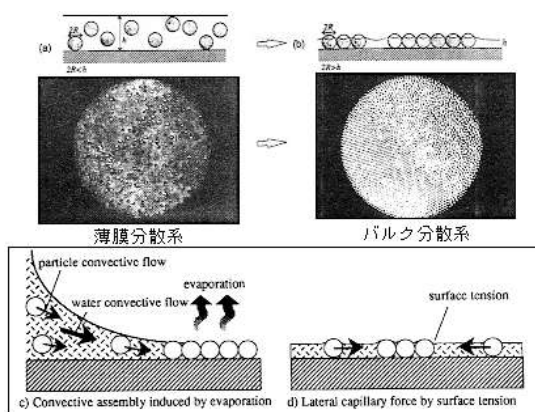 2R
(a)
h
2R<h
2R
(b)
h
2R>h
薄膜分散系
バルク分散系
particle convective flow
water convective flow
evaporation
surface tension
c) Convective assembly induced by evaporation
d) Lateral capillary force by surface tension